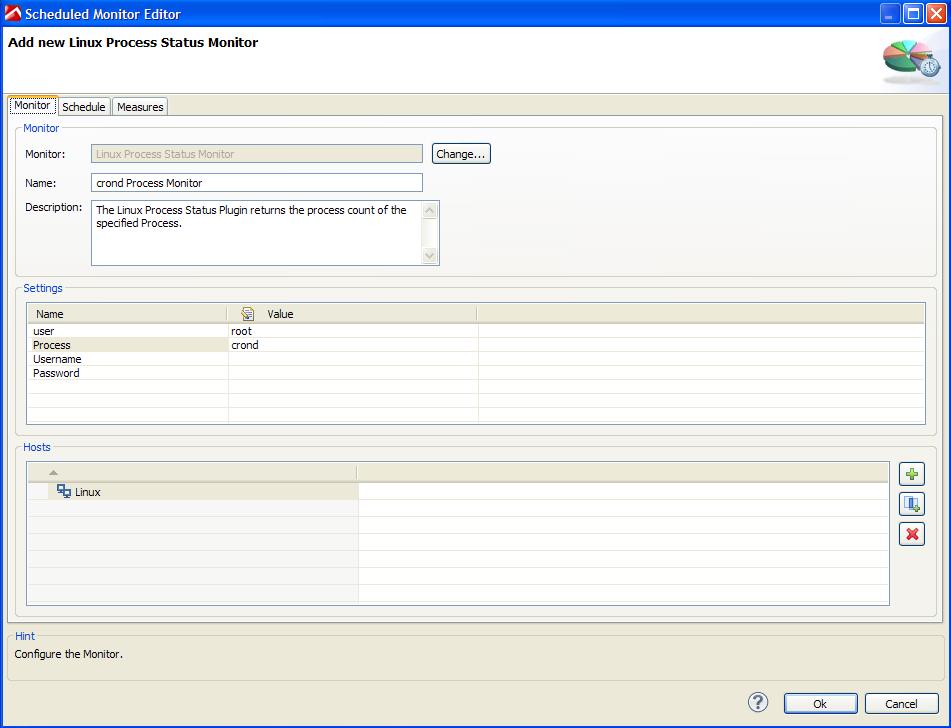 Scheduled Monitor Editor
Add new Linux Process Status Monitor
Monitor Schedule Measures
Monitor
Monitor: Linux Process Status Monitor Change...
Name: crond Process Monitor
Description: The Linux Process Status Plugin returns the process count of the
specified Process.
Settings
Name Value
user root
Process crond
Username
Password
Hosts
Linux
Hint
Configure the Monitor.
? Ok Cancel